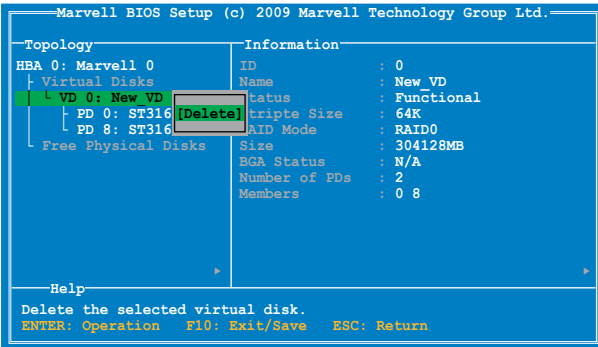 Marvell BIOS Setup (c) 2009 Marvell Technology Group Ltd.
Topology
HBA 0: Marvell 0
Virtual Disks
VD 0: New_VD
PD 0: ST316
PD 8: ST316
Free Physical Disks
[Delete]
Information
ID : 0
Name : New_VD
tatus : Functional
tripte Size : 64K
AID Mode : RAID0
Size : 304128MB
BGA Status : N/A
Number of PDs : 2
Members : 0 8
Help
Delete the selected virtual disk.
ENTER: Operation F10: Exit/Save ESC: Return